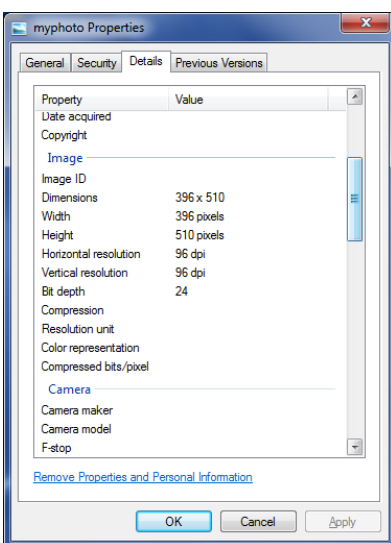 myphoto Properties
General Security Details Previous Versions
Property Value
Date acquired
Copyright
Image
Image ID
Dimensions 396 x 510
Width 396 pixels
Height 510 pixels
Horizontal resolution 96 dpi
Vertical resolution 96 dpi
Bit depth 24
Compression
Resolution unit
Color representation
Compressed bits/pixel
Camera
Camera maker
Camera model
F-stop
Remove Properties and Personal Information
OK Cancel Apply